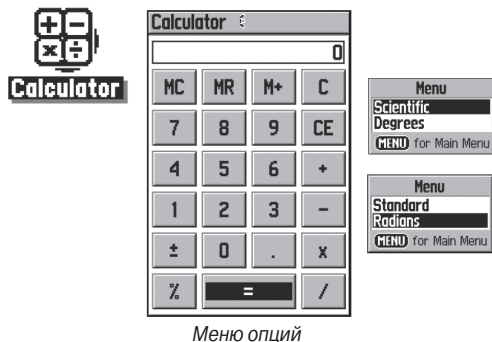 Calculator
Calculator
0
MC MR M+ C
7 8 9 CE
4 5 6 +
1 2 3 -
± 0 . x
% = /
Menu
Scientific
Degrees
MENU for Main Menu
Menu
Standard
Radians
MENU for Main Menu
Меню опций